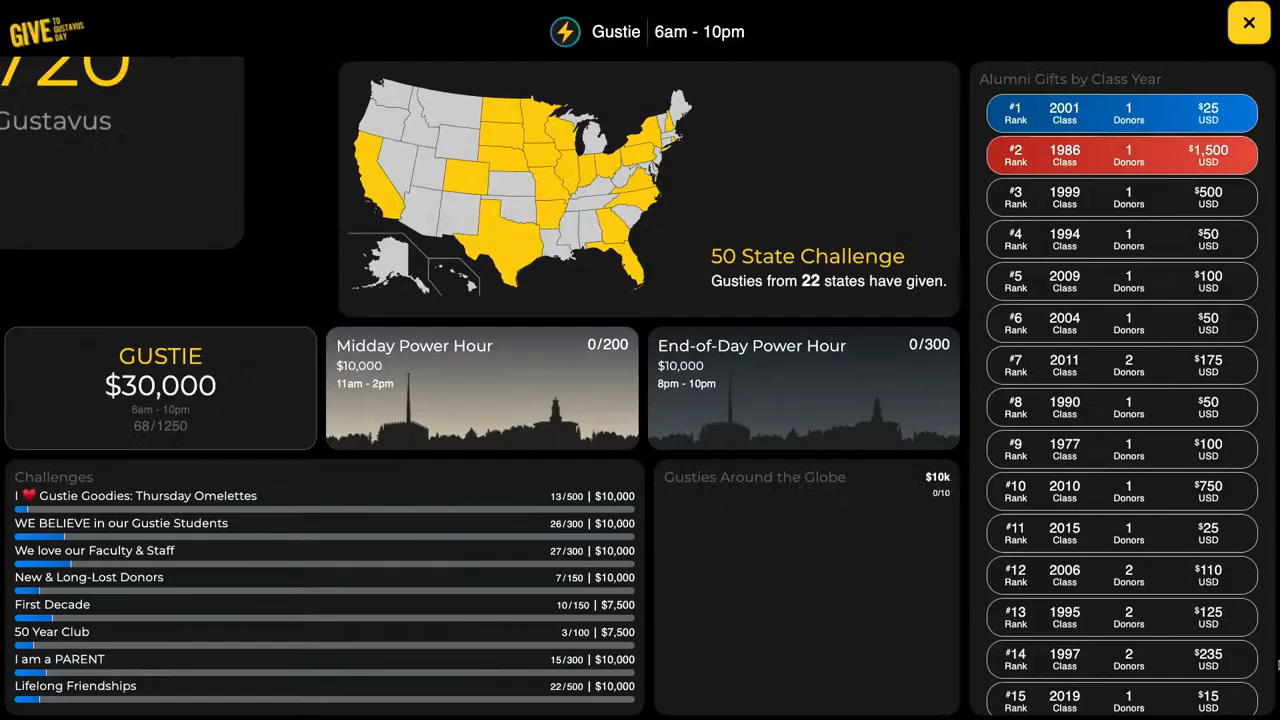 GIVE TO GUSTAVUS DAY
Gustie | 6am - 10pm
×
720
Gustavus
50 State Challenge
Gusties from 22 states have given.
GUSTIE
$30,000
6am - 10pm
68/1250
Midday Power Hour 0/200
$10,000
11am - 2pm
End-of-Day Power Hour 0/300
$10,000
8pm - 10pm
Challenges
I ❤️ Gustie Goodies: Thursday Omelettes 13/500 | $10,000
WE BELIEVE in our Gustie Students 26/300 | $10,000
We love our Faculty & Staff 27/300 | $10,000
New & Long-Lost Donors 7/150 | $10,000
First Decade 10/150 | $7,500
50 Year Club 3/100 | $7,500
I am a PARENT 15/300 | $10,000
Lifelong Friendships 22/500 | $10,000
Gusties Around the Globe $10k
0/10
Alumni Gifts by Class Year
#1 2001 1 $25
Rank Class Donors USD
#2 1986 1 $1,500
Rank Class Donors USD
#3 1999 1 $500
Rank Class Donors USD
#4 1994 1 $50
Rank Class Donors USD
#5 2009 1 $100
Rank Class Donors USD
#6 2004 1 $50
Rank Class Donors USD
#7 2011 2 $175
Rank Class Donors USD
#8 1990 1 $50
Rank Class Donors USD
#9 1977 1 $100
Rank Class Donors USD
#10 2010 1 $750
Rank Class Donors USD
#11 2015 1 $25
Rank Class Donors USD
#12 2006 2 $110
Rank Class Donors USD
#13 1995 2 $125
Rank Class Donors USD
#14 1997 2 $235
Rank Class Donors USD
#15 2019 1 $15
Rank Class Donors USD